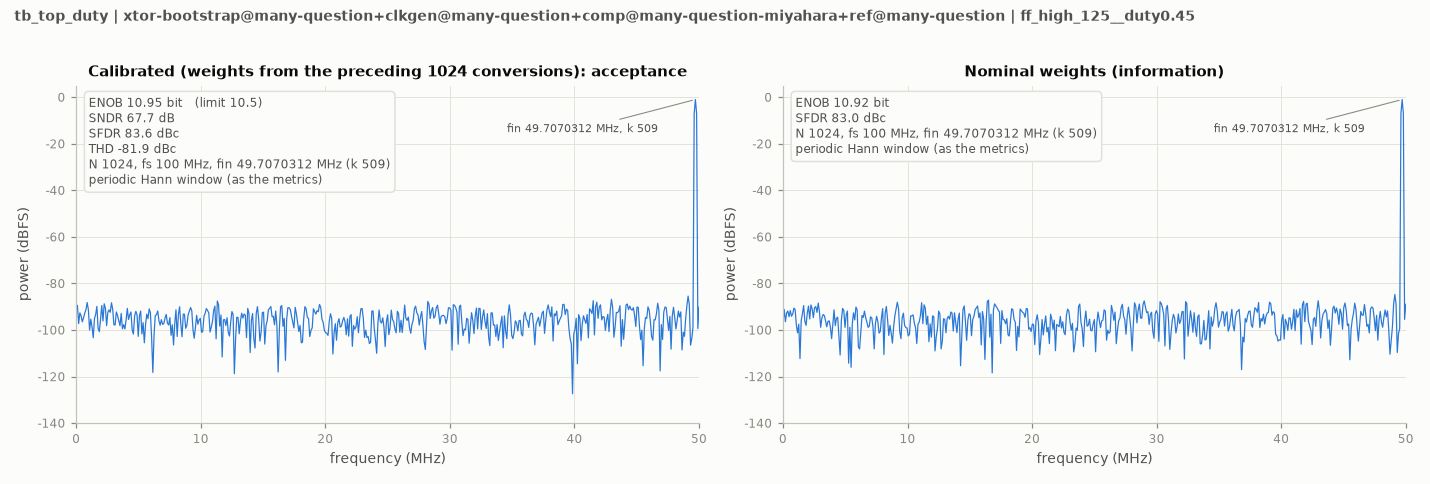 tb_top_duty | xtor-bootstrap@many-question+clkgen@many-question+comp@many-question-miyahara+ref@many-question | ff_high_125__duty0.45
Calibrated (weights from the preceding 1024 conversions): acceptance
ENOB 10.95 bit (limit 10.5)
SNDR 67.7 dB
SFDR 83.6 dBc
THD -81.9 dBc
N 1024, fs 100 MHz, fin 49.7070312 MHz (k 509)
periodic Hann window (as the metrics)
fin 49.7070312 MHz, k 509
power (dBFS)
0
-20
-40
-60
-80
-100
-120
-140
0 10 20 30 40 50
frequency (MHz)
Nominal weights (information)
ENOB 10.92 bit
SFDR 83.0 dBc
N 1024, fs 100 MHz, fin 49.7070312 MHz (k 509)
periodic Hann window (as the metrics)
fin 49.7070312 MHz, k 509
power (dBFS)
0
-20
-40
-60
-80
-100
-120
-140
0 10 20 30 40 50
frequency (MHz)